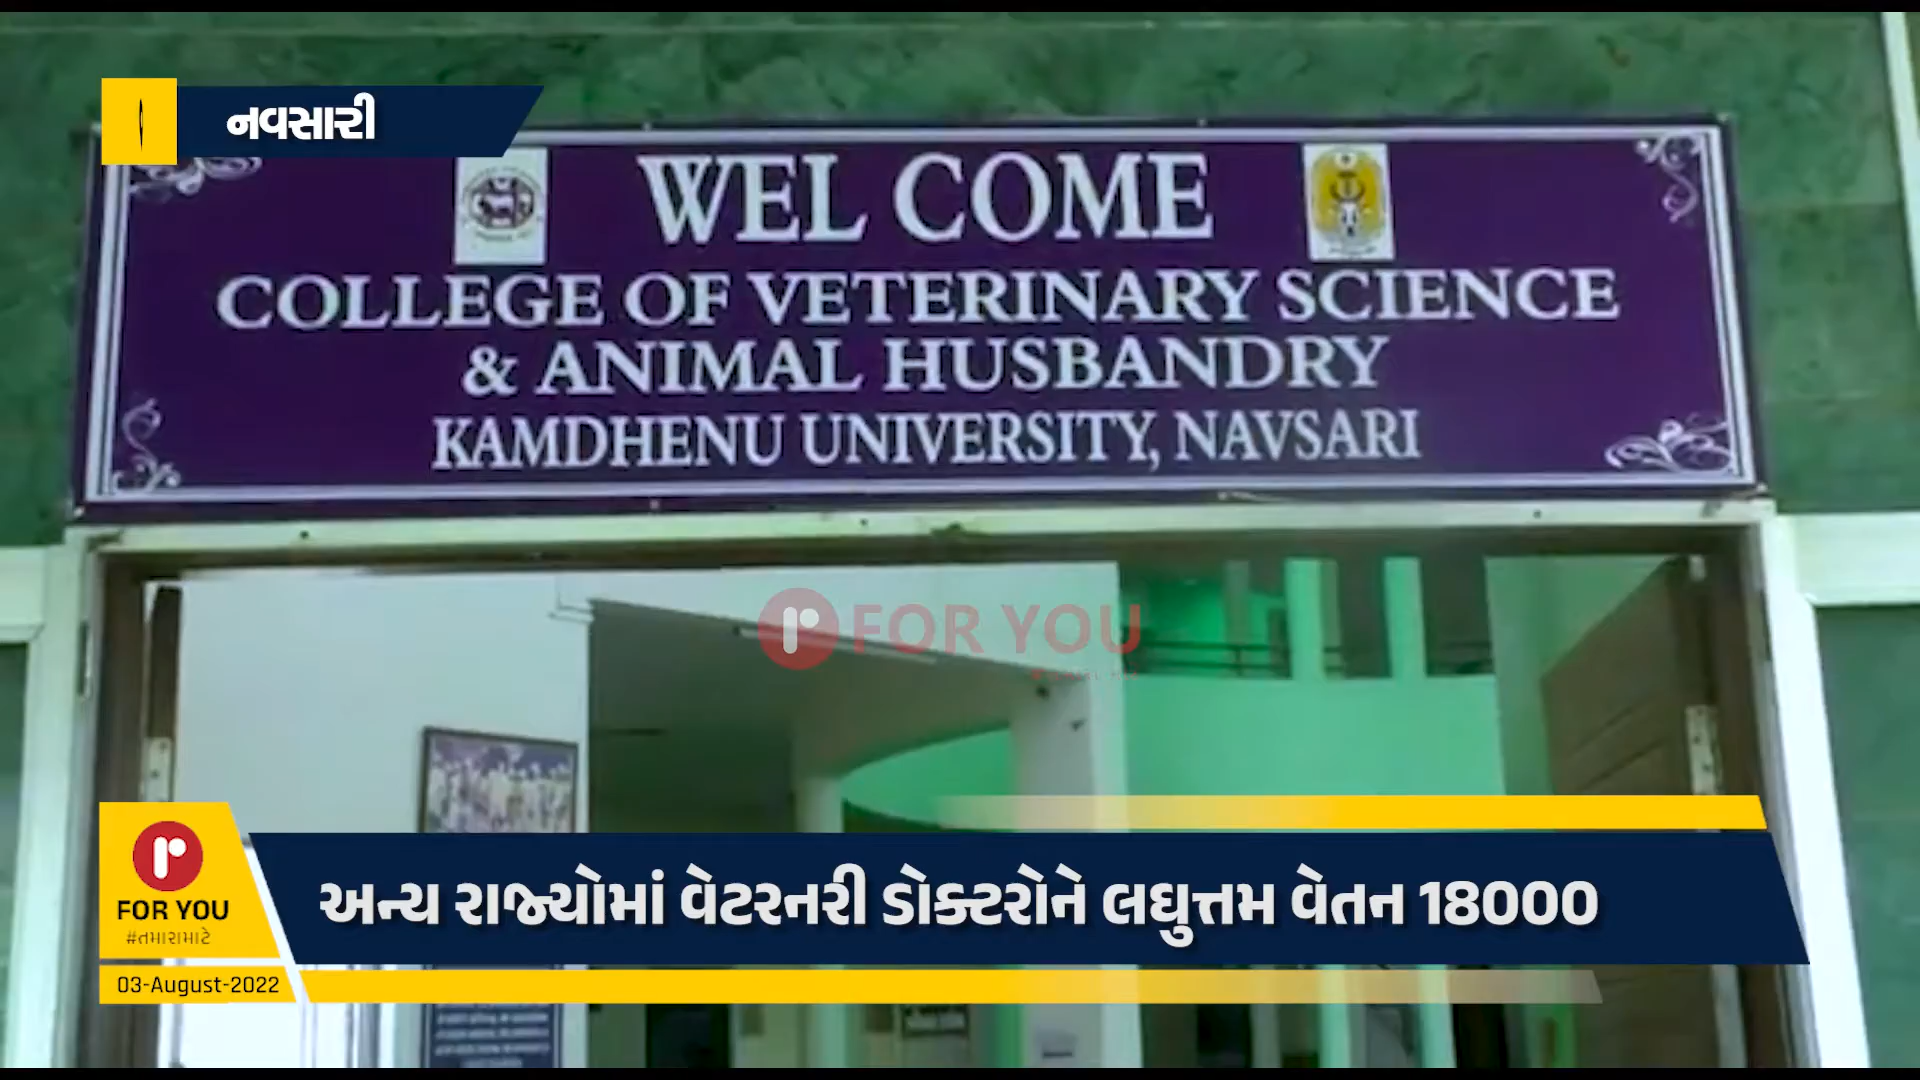 નવસારી
WEL COME
COLLEGE OF VETERINARY SCIENCE
& ANIMAL HUSBANDRY
KAMDHENU UNIVERSITY, NAVSARI
r FOR YOU
અન્ય રાજ્યોમાં વેટરનરી ડોક્ટરોને લઘુત્તમ વેતન 18000
r
FOR YOU
#તમારામાટે
03-August-2022